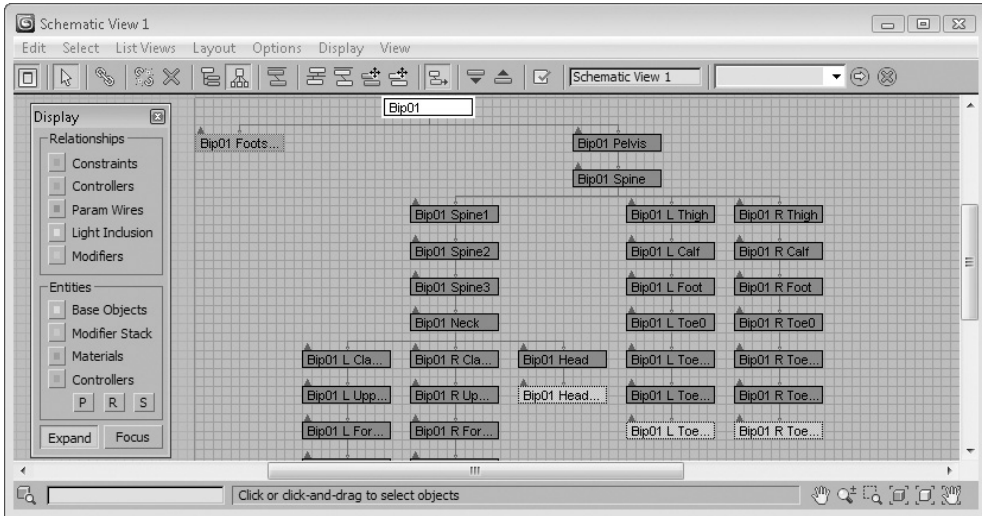 Schematic View 1
Edit Select List Views Layout Options Display View
Schematic View 1
Display
Relationships
Constraints
Controllers
Param Wires
Light Inclusion
Modifiers
Entities
Base Objects
Modifier Stack
Materials
Controllers
P R S
Expand Focus
Bip01
Bip01 Foots... Bip01 Pelvis
Bip01 Spine
Bip01 Spine1 Bip01 L Thigh Bip01 R Thigh
Bip01 Spine2 Bip01 L Calf Bip01 R Calf
Bip01 Spine3 Bip01 L Foot Bip01 R Foot
Bip01 Neck Bip01 L Toe0 Bip01 R Toe0
Bip01 L Cla... Bip01 R Cla... Bip01 Head Bip01 L Toe... Bip01 R Toe...
Bip01 L Upp... Bip01 R Up... Bip01 Head... Bip01 L Toe... Bip01 R Toe...
Bip01 L For... Bip01 R For... Bip01 L Toe... Bip01 R Toe...
Click or click-and-drag to select objects